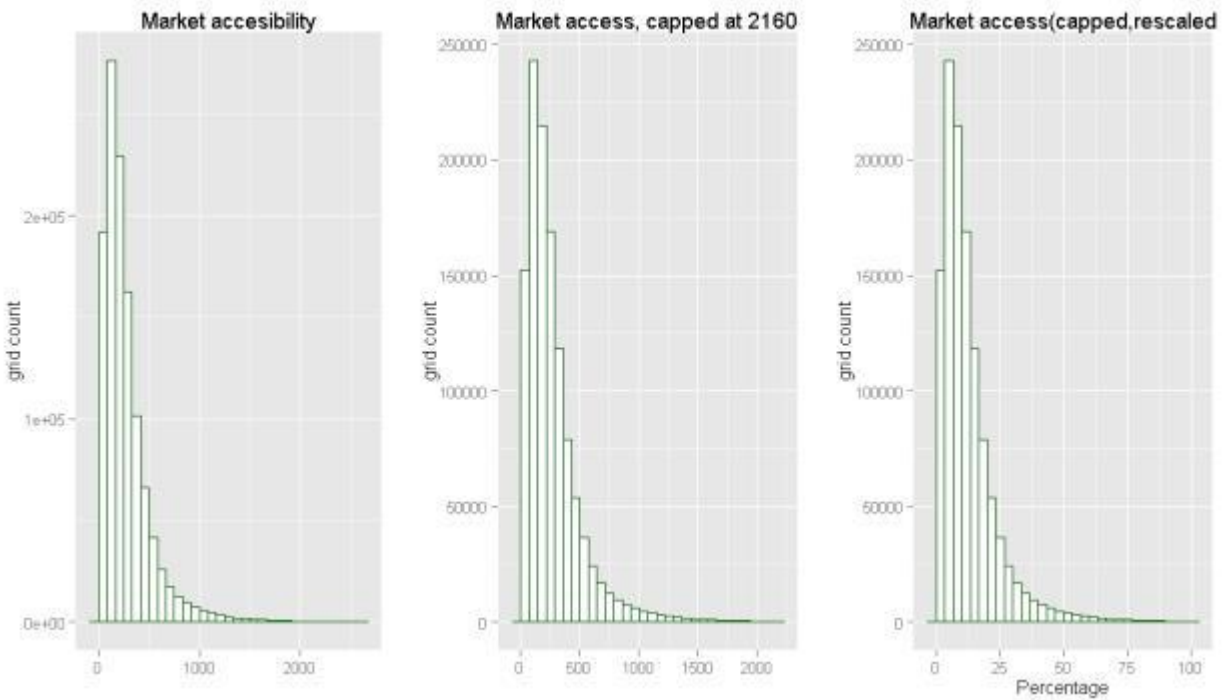 Market accesibility
grid count
2e+05
1e+05
0e+00
0
1000
2000
Market access, capped at 2160
grid count
250000
200000
150000
100000
50000
0
0
500
1000
1500
2000
Market access(capped,rescaled
grid count
250000
200000
150000
100000
50000
0
0
25
50
75
100
Percentage